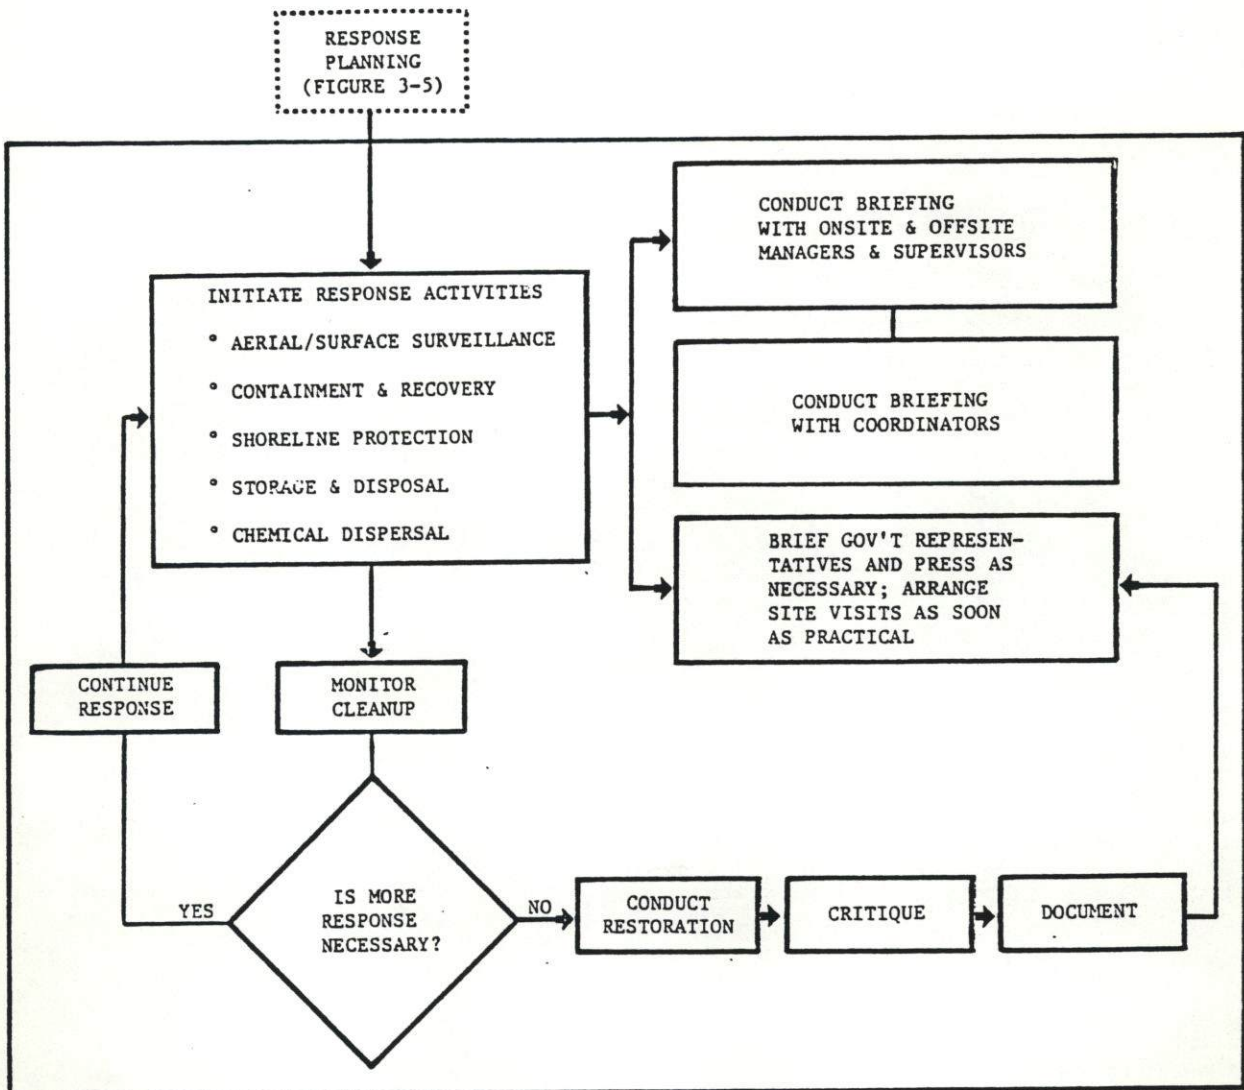 RESPONSE
PLANNING
(FIGURE 3-5)
INITIATE RESPONSE ACTIVITIES
° AERIAL/SURFACE SURVEILLANCE
° CONTAINMENT & RECOVERY
° SHORELINE PROTECTION
° STORAGE & DISPOSAL
° CHEMICAL DISPERSAL
CONDUCT BRIEFING
WITH ONSITE & OFFSITE
MANAGERS & SUPERVISORS
CONDUCT BRIEFING
WITH COORDINATORS
BRIEF GOV'T REPRESEN-
TATIVES AND PRESS AS
NECESSARY; ARRANGE
SITE VISITS AS SOON
AS PRACTICAL
CONTINUE
RESPONSE
MONITOR
CLEANUP
IS MORE
RESPONSE
NECESSARY?
YES
NO
CONDUCT
RESTORATION
CRITIQUE
DOCUMENT